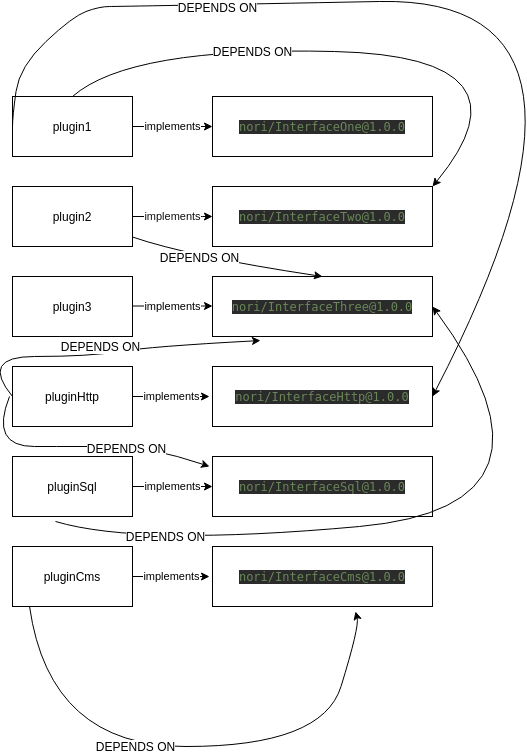 DEPENDS ON
DEPENDS ON
plugin1
implements
nori/InterfaceOne@1.0.0
plugin2
implements
nori/InterfaceTwo@1.0.0
DEPENDS ON
plugin3
implements
nori/InterfaceThree@1.0.0
DEPENDS ON
pluginHttp
implements
nori/InterfaceHttp@1.0.0
DEPENDS ON
pluginSql
implements
nori/InterfaceSql@1.0.0
DEPENDS ON
pluginCms
implements
nori/InterfaceCms@1.0.0
DEPENDS ON